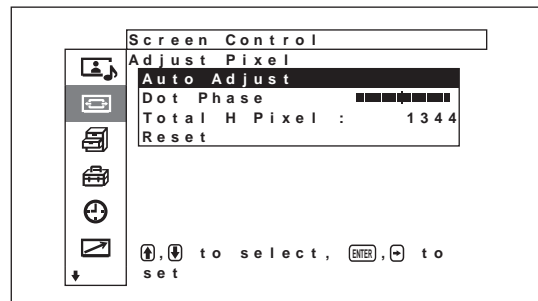 Screen Control
Adjust Pixel
Auto Adjust
Dot Phase
Total H Pixel : 1344
Reset
↑,↓ to select, ENTER,→ to
set